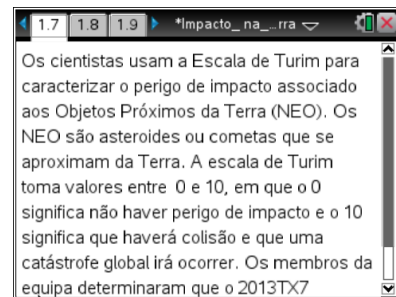 1.7 1.8 1.9 *Impacto_na_...rra
Os cientistas usam a Escala de Turim para
caracterizar o perigo de impacto associado
aos Objetos Próximos da Terra (NEO). Os
NEO são asteroides ou cometas que se
aproximam da Terra. A escala de Turim
toma valores entre 0 e 10, em que o 0
significa não haver perigo de impacto e o 10
significa que haverá colisão e que uma
catástrofe global irá ocorrer. Os membros da
equipa determinaram que o 2013TX7